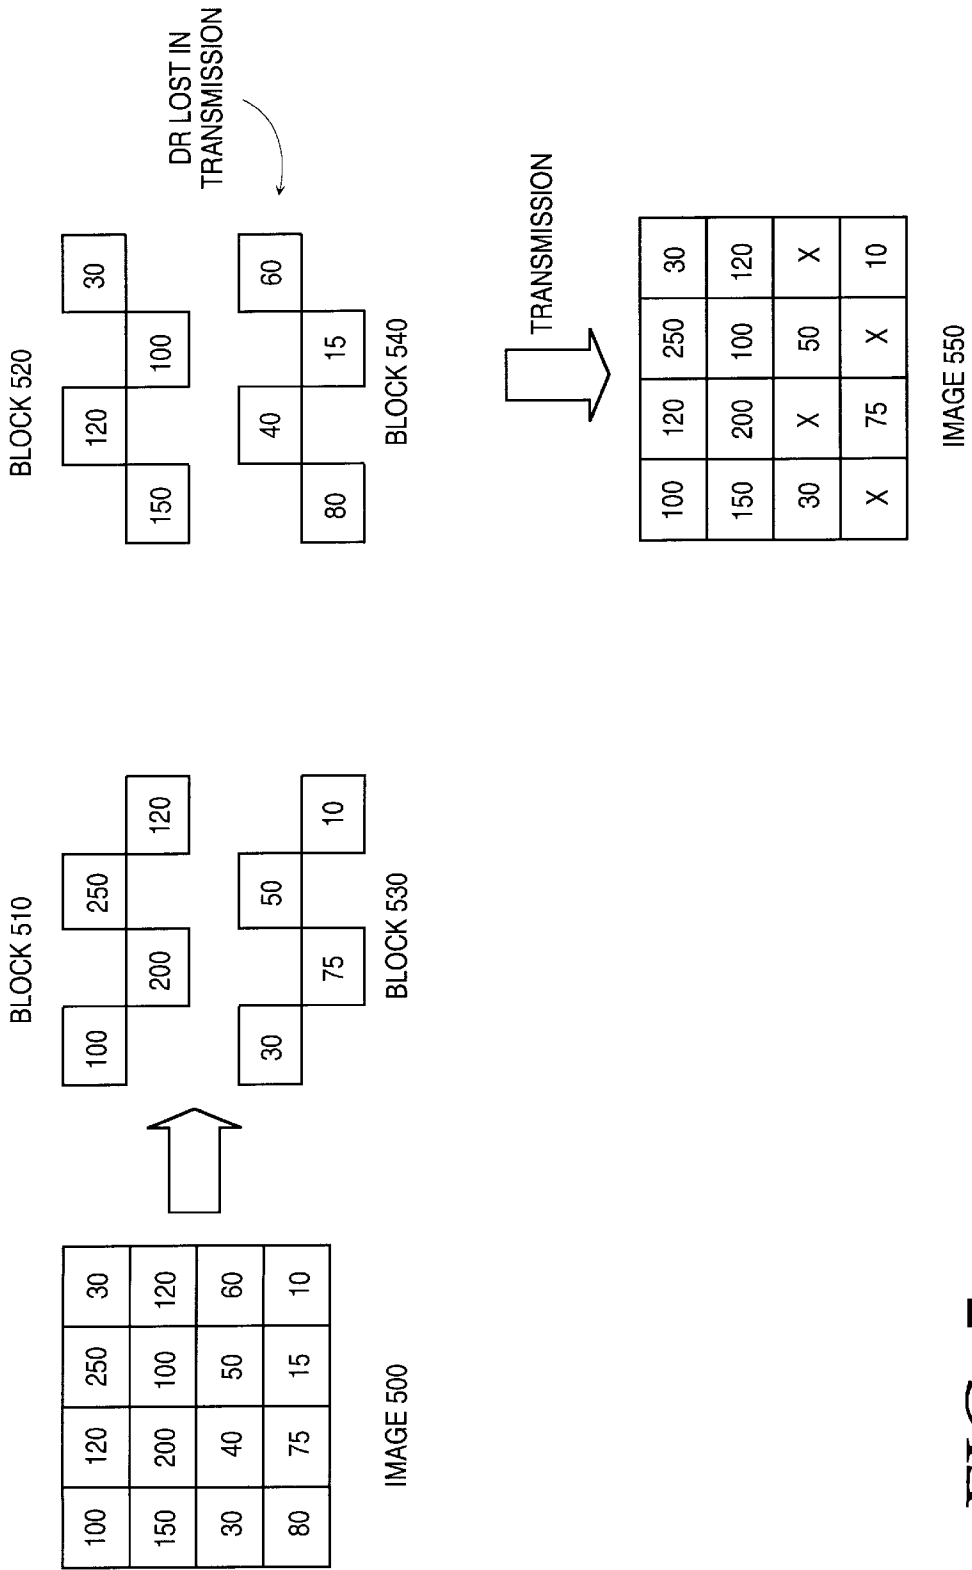 100 120 250 30
150 200 100 120
30 40 50 60
80 75 15 10
IMAGE 500
BLOCK 510
100 250
200 120
30 50
75 10
BLOCK 530
BLOCK 520
120 30
150 100
40 60
80 15
BLOCK 540
DR LOST IN
TRANSMISSION
TRANSMISSION
100 120 250 30
150 200 100 120
30 X 50 X
X 75 X 10
IMAGE 550